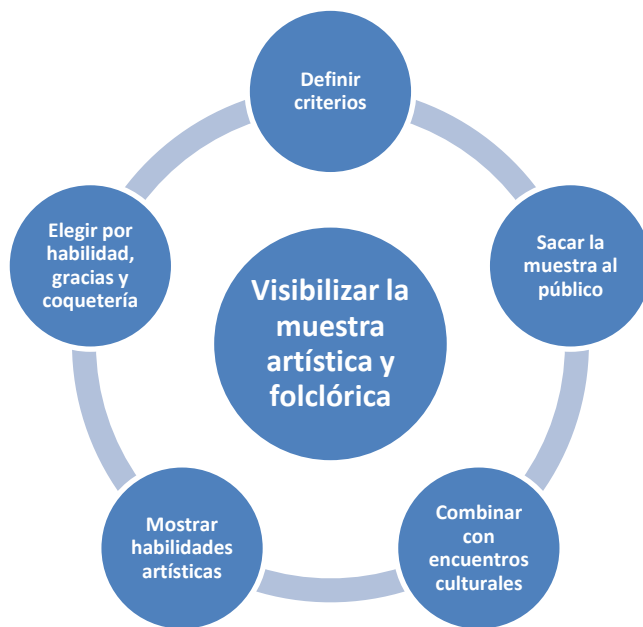 Definir
criterios
Sacar la
muestra al
público
Combinar
con
encuentros
culturales
Mostrar
habilidades
artísticas
Elegir por
habilidad,
gracias y
coquetería
Visibilizar la
muestra
artística y
folclórica